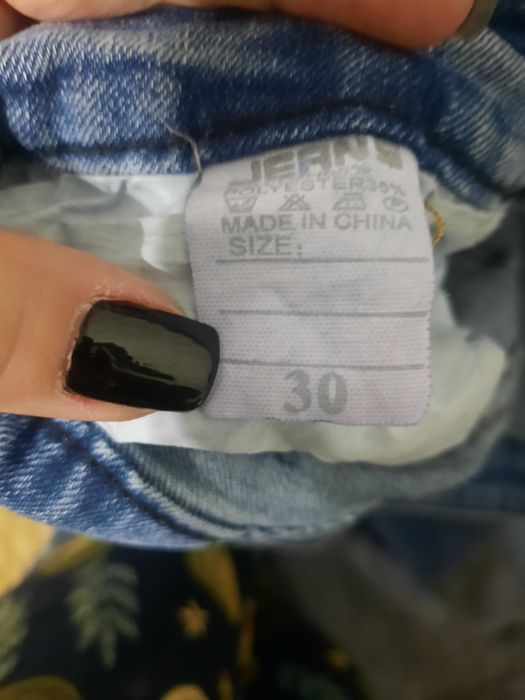 JEANS
POLYESTER35%
MADE IN CHINA
SIZE:
30